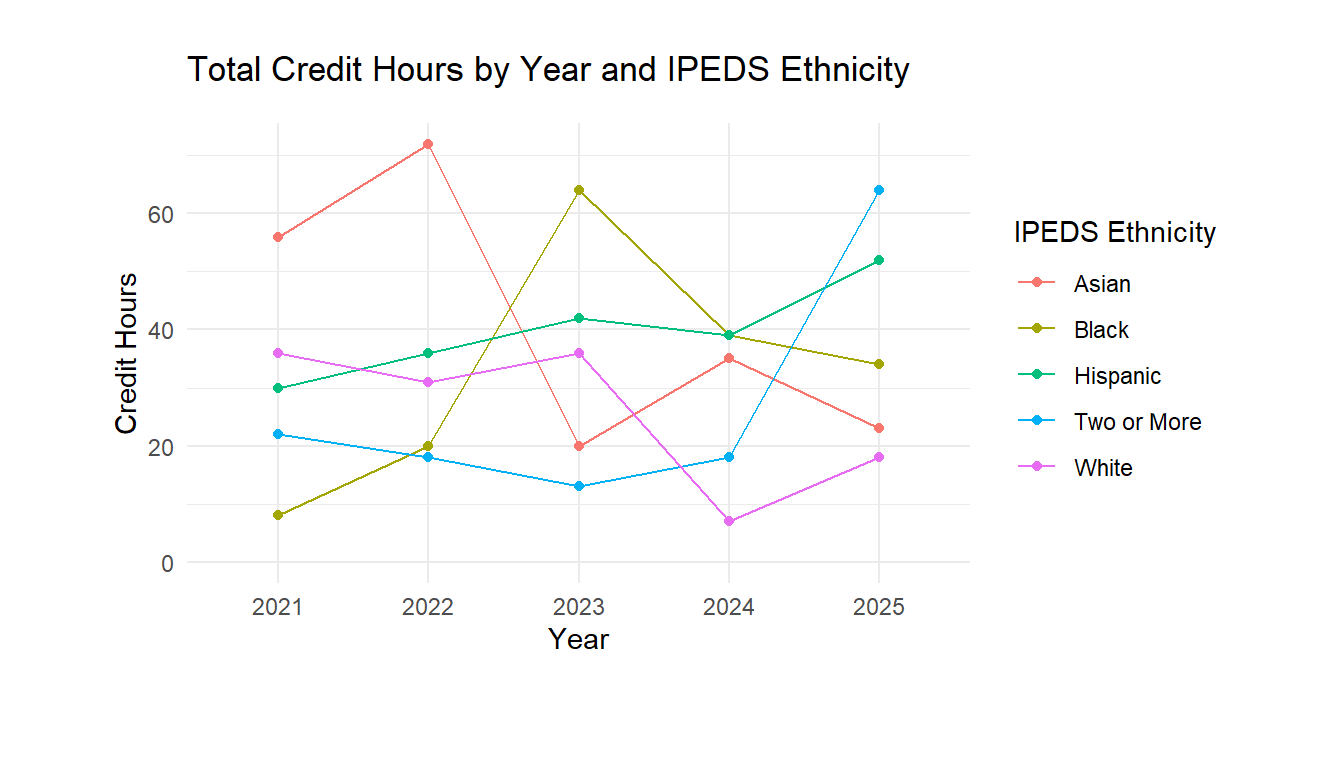 Total Credit Hours by Year and IPEDS Ethnicity
Credit Hours
60
40
20
0
2021 2022 2023 2024 2025
Year
IPEDS Ethnicity
Asian
Black
Hispanic
Two or More
White